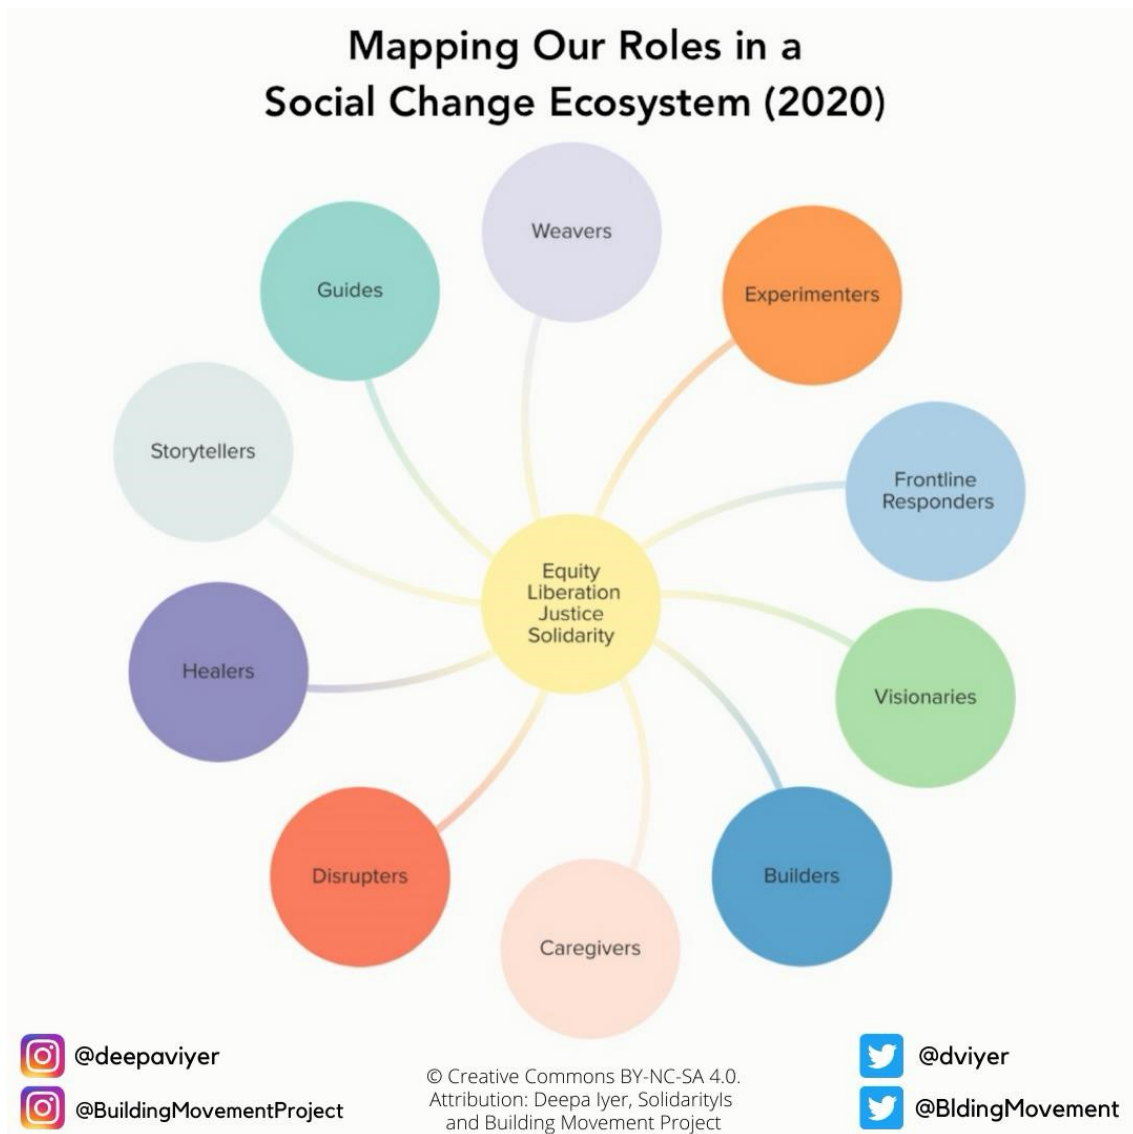 Mapping Our Roles in a
Social Change Ecosystem (2020)
Weavers
Guides
Experimenters
Storytellers
Frontline
Responders
Equity
Liberation
Justice
Solidarity
Healers
Visionaries
Disrupters
Builders
Caregivers
@deepaviyer
@BuildingMovementProject
© Creative Commons BY-NC-SA 4.0.
Attribution: Deepa Iyer, SolidarityIs
and Building Movement Project
@dviyer
@BldingMovement